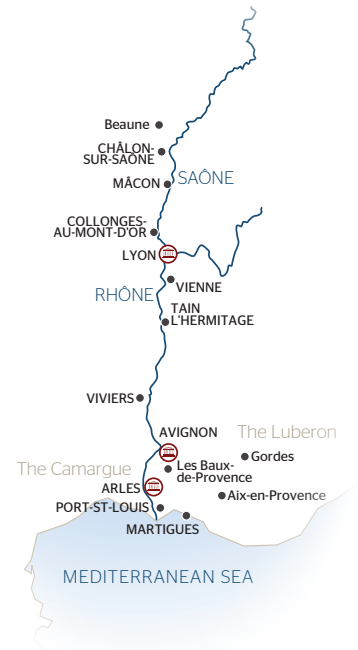 Beaune
CHÂLON-
SUR-SAÔNE
MÂCON
SAÔNE
COLLONGES-
AU-MONT-D'OR
LYON
VIENNE
RHÔNE
TAIN
L'HERMITAGE
VIVIERS
AVIGNON
The Luberon
Gordes
The Camargue
Les Baux-
de-Provence
ARLES
Aix-en-Provence
PORT-ST-LOUIS
MARTIGUES
MEDITERRANEAN SEA